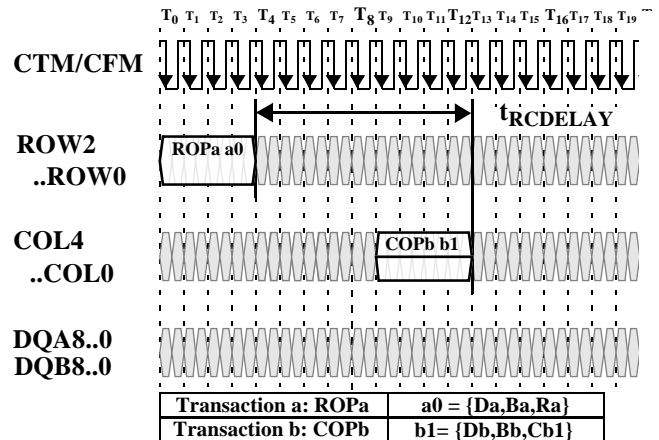 T0 T1 T2 T3 T4 T5 T6 T7 T8 T9 T10 T11 T12 T13 T14 T15 T16 T17 T18 T19 T
CTM/CFM
tRCDELAY
ROW2
..ROW0
ROPa a0
COL4
..COL0
COPb b1
DQA8..0
DQB8..0
Transaction a: ROPa a0 = {Da,Ba,Ra}
Transaction b: COPb b1= {Db,Bb,Cb1}